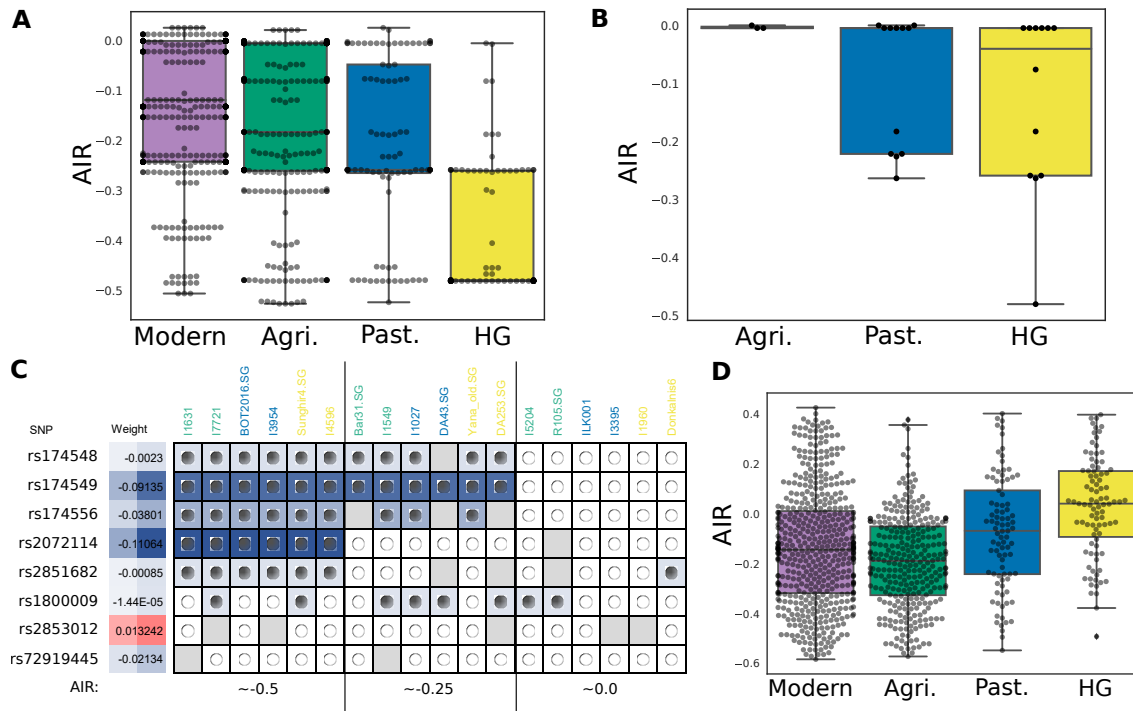 A
AIR
0.0
−0.1
−0.2
−0.3
−0.4
−0.5
Modern Agri. Past. HG
B
AIR
0.0
−0.1
−0.2
−0.3
−0.4
−0.5
Agri. Past. HG
C
SNP Weight I1631 I7721 BOT2016.SG I3954 Sunghir4.SG I4596 Bar31.SG I1549 I1027 DA43.SG Yana_old.SG DA253.SG I5204 R105.SG ILK001 I3395 I1960 Donkalnis6
rs174548 -0.0023
rs174549 -0.09135
rs174556 -0.03801
rs2072114 -0.11064
rs2851682 -0.00085
rs1800009 -1.44E-05
rs2853012 0.013242
rs72919445 -0.02134
AIR: ~-0.5 ~-0.25 ~0.0
D
AIR
0.4
0.2
0.0
−0.2
−0.4
−0.6
Modern Agri. Past. HG